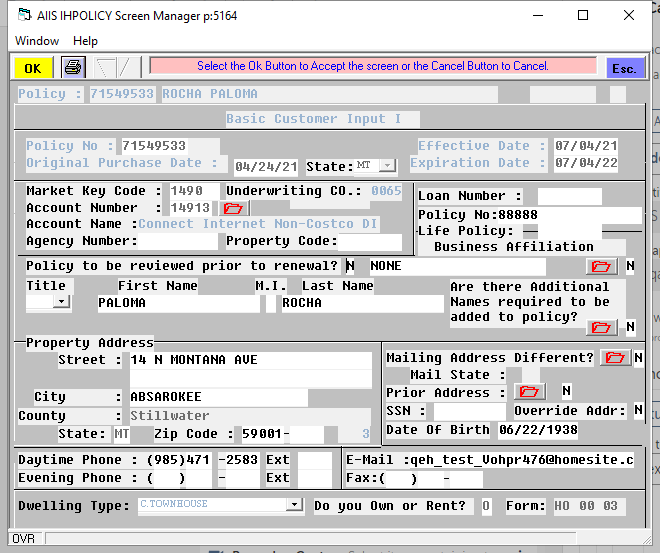 AIIS IHPOLICY Screen Manager p:5164
Window Help
OK Select the Ok Button to Accept the screen or the Cancel Button to Cancel. Esc.
Policy : 71549533 ROCHA PALOMA
Basic Customer Input I
Policy No : 71549533 Effective Date : 07/04/21
Original Purchase Date : 04/24/21 State: MT Expiration Date : 07/04/22
Market Key Code : 1490 Underwriting CO.: 0065 Loan Number :
Account Number : 14913 Policy No:88888
Account Name :Connect Internet Non-Costco DI Life Policy:
Agency Number: Property Code: Business Affiliation
Policy to be reviewed prior to renewal? N NONE N
Title First Name M.I. Last Name Are there Additional
PALOMA ROCHA Names required to be
added to policy? N
Property Address
Street : 14 N MONTANA AVE Mailing Address Different? N
Mail State :
City : ABSAROKEE Prior Address : N
County : Stillwater SSN : Override Addr: N
State: MT Zip Code : 59001- 3 Date Of Birth 06/22/1938
Daytime Phone : (985)471 -2583 Ext E-Mail :qeh_test_Vohpr476@homesite.c
Evening Phone : ( ) - Ext Fax:( ) -
Dwelling Type: C.TOWNHOUSE Do you Own or Rent? O Form: HO 00 03
OVR